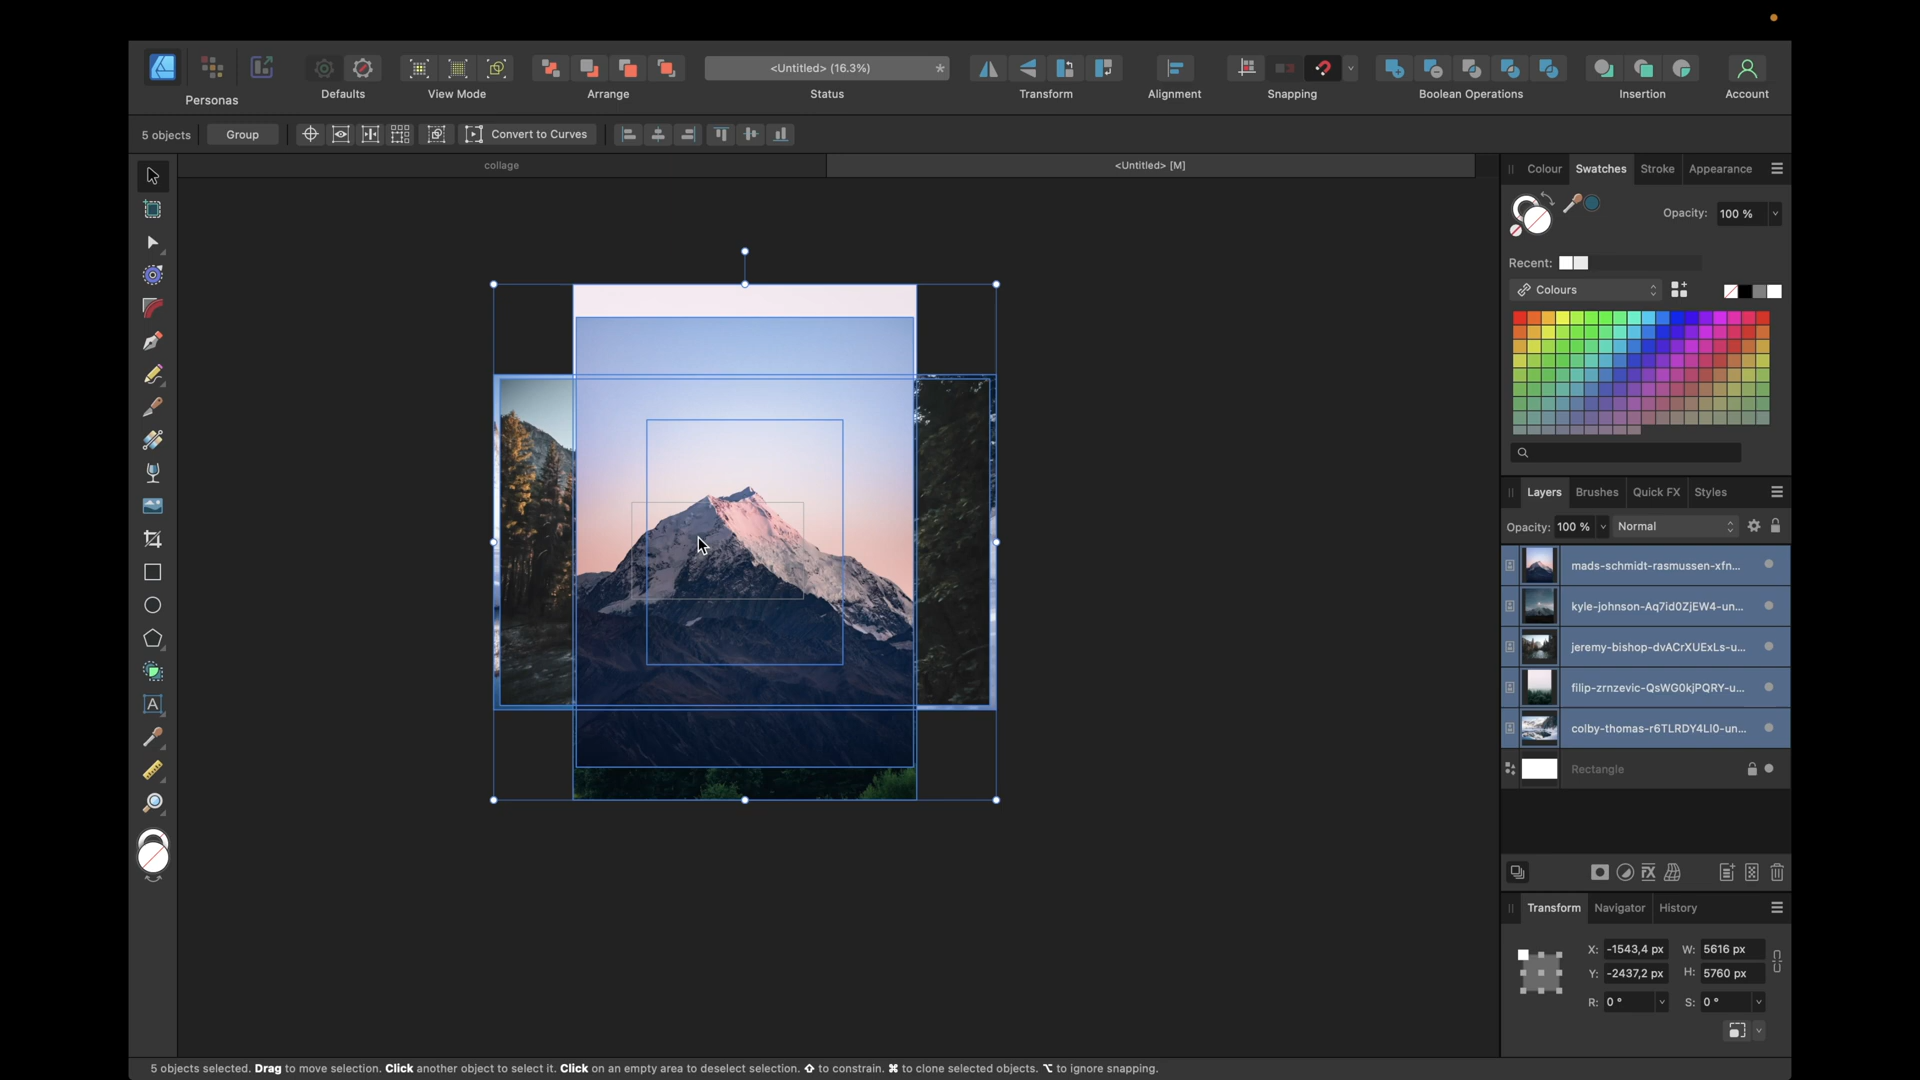 <Untitled> (16.3%)
*
Personas
Defaults
View Mode
Arrange
Status
Transform
Alignment
Snapping
Boolean Operations
Insertion
Account
5 objects
Group
Convert to Curves
collage
<Untitled> [M]
Colour
Swatches
Stroke
Appearance
Opacity:
100 %
Recent:
Colours
Layers
Brushes
Quick FX
Styles
Opacity:
100 %
Normal
mads-schmidt-rasmussen-xfn...
kyle-johnson-Aq7id0ZjEW4-un...
jeremy-bishop-dvACrXUExLs-u...
filip-zrnzevic-QsWG0kjPQRY-u...
colby-thomas-r6TLRDY4LI0-un...
Rectangle
Transform
Navigator
History
X: -1543,4 px W: 5616 px
Y: -2437,2 px H: 5760 px
R: 0 ° S: 0 °
5 objects selected. Drag to move selection. Click another object to select it. Click on an empty area to deselect selection. ⇧ to constrain. ⌘ to clone selected objects. ⌥ to ignore snapping.